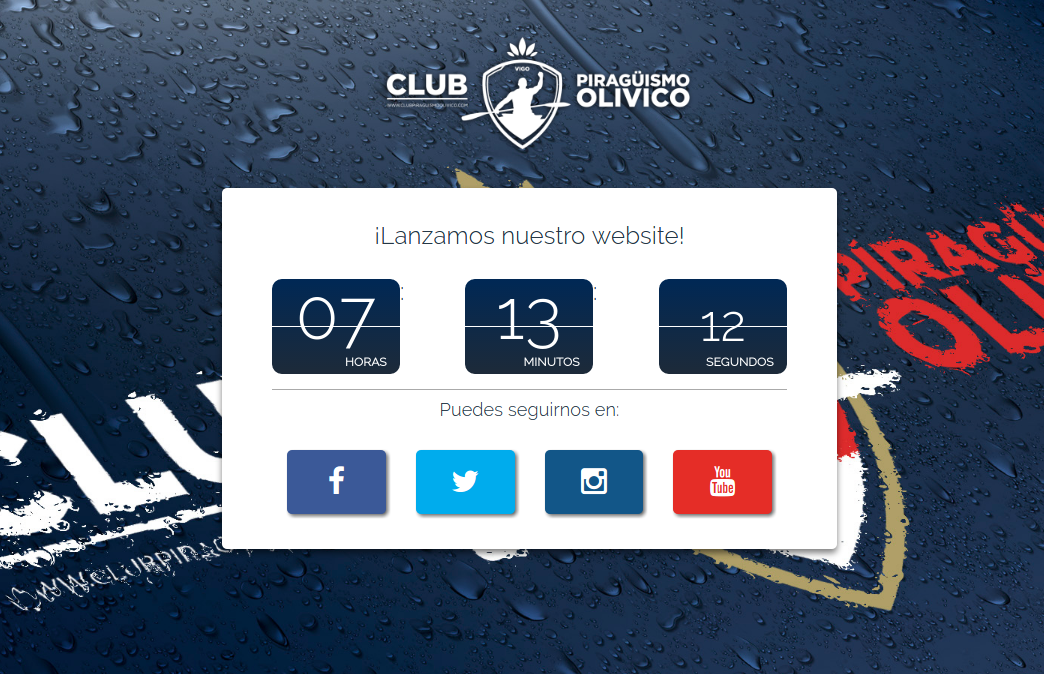 CLUB
WWW.CLUBPIRAGUISMOOLIVICO.COM
VIGO
PIRAGÜISMO
OLIVICO
¡Lanzamos nuestro website!
07 : 13 : 12
HORAS MINUTOS SEGUNDOS
Puedes seguirnos en:
f
You
Tube
PIRAGÜ
OLI
CLU
WWW.CLUBPIRAG